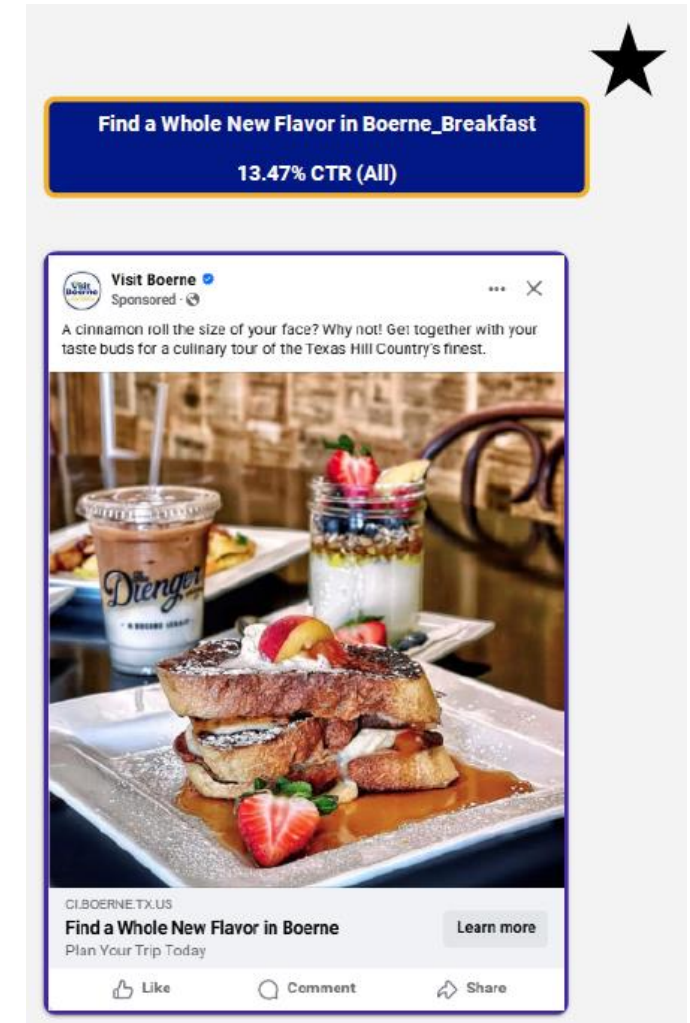 Find a Whole New Flavor in Boerne_Breakfast
13.47% CTR (All)
Visit Boerne
Visit Boerne
Sponsored ·
A cinnamon roll the size of your face? Why not! Get together with your
taste buds for a culinary tour of the Texas Hill Country's finest.
The
Dienger
CI.BOERNE.TX.US
Find a Whole New Flavor in Boerne
Learn more
Plan Your Trip Today
Like
Comment
Share